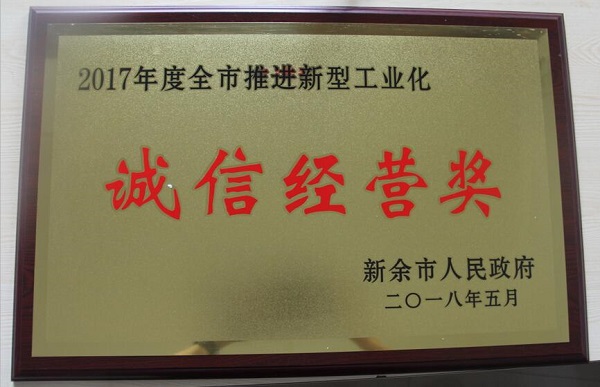 2017年度全市推进新型工业化
诚信经营奖
新余市人民政府
二〇一八年五月